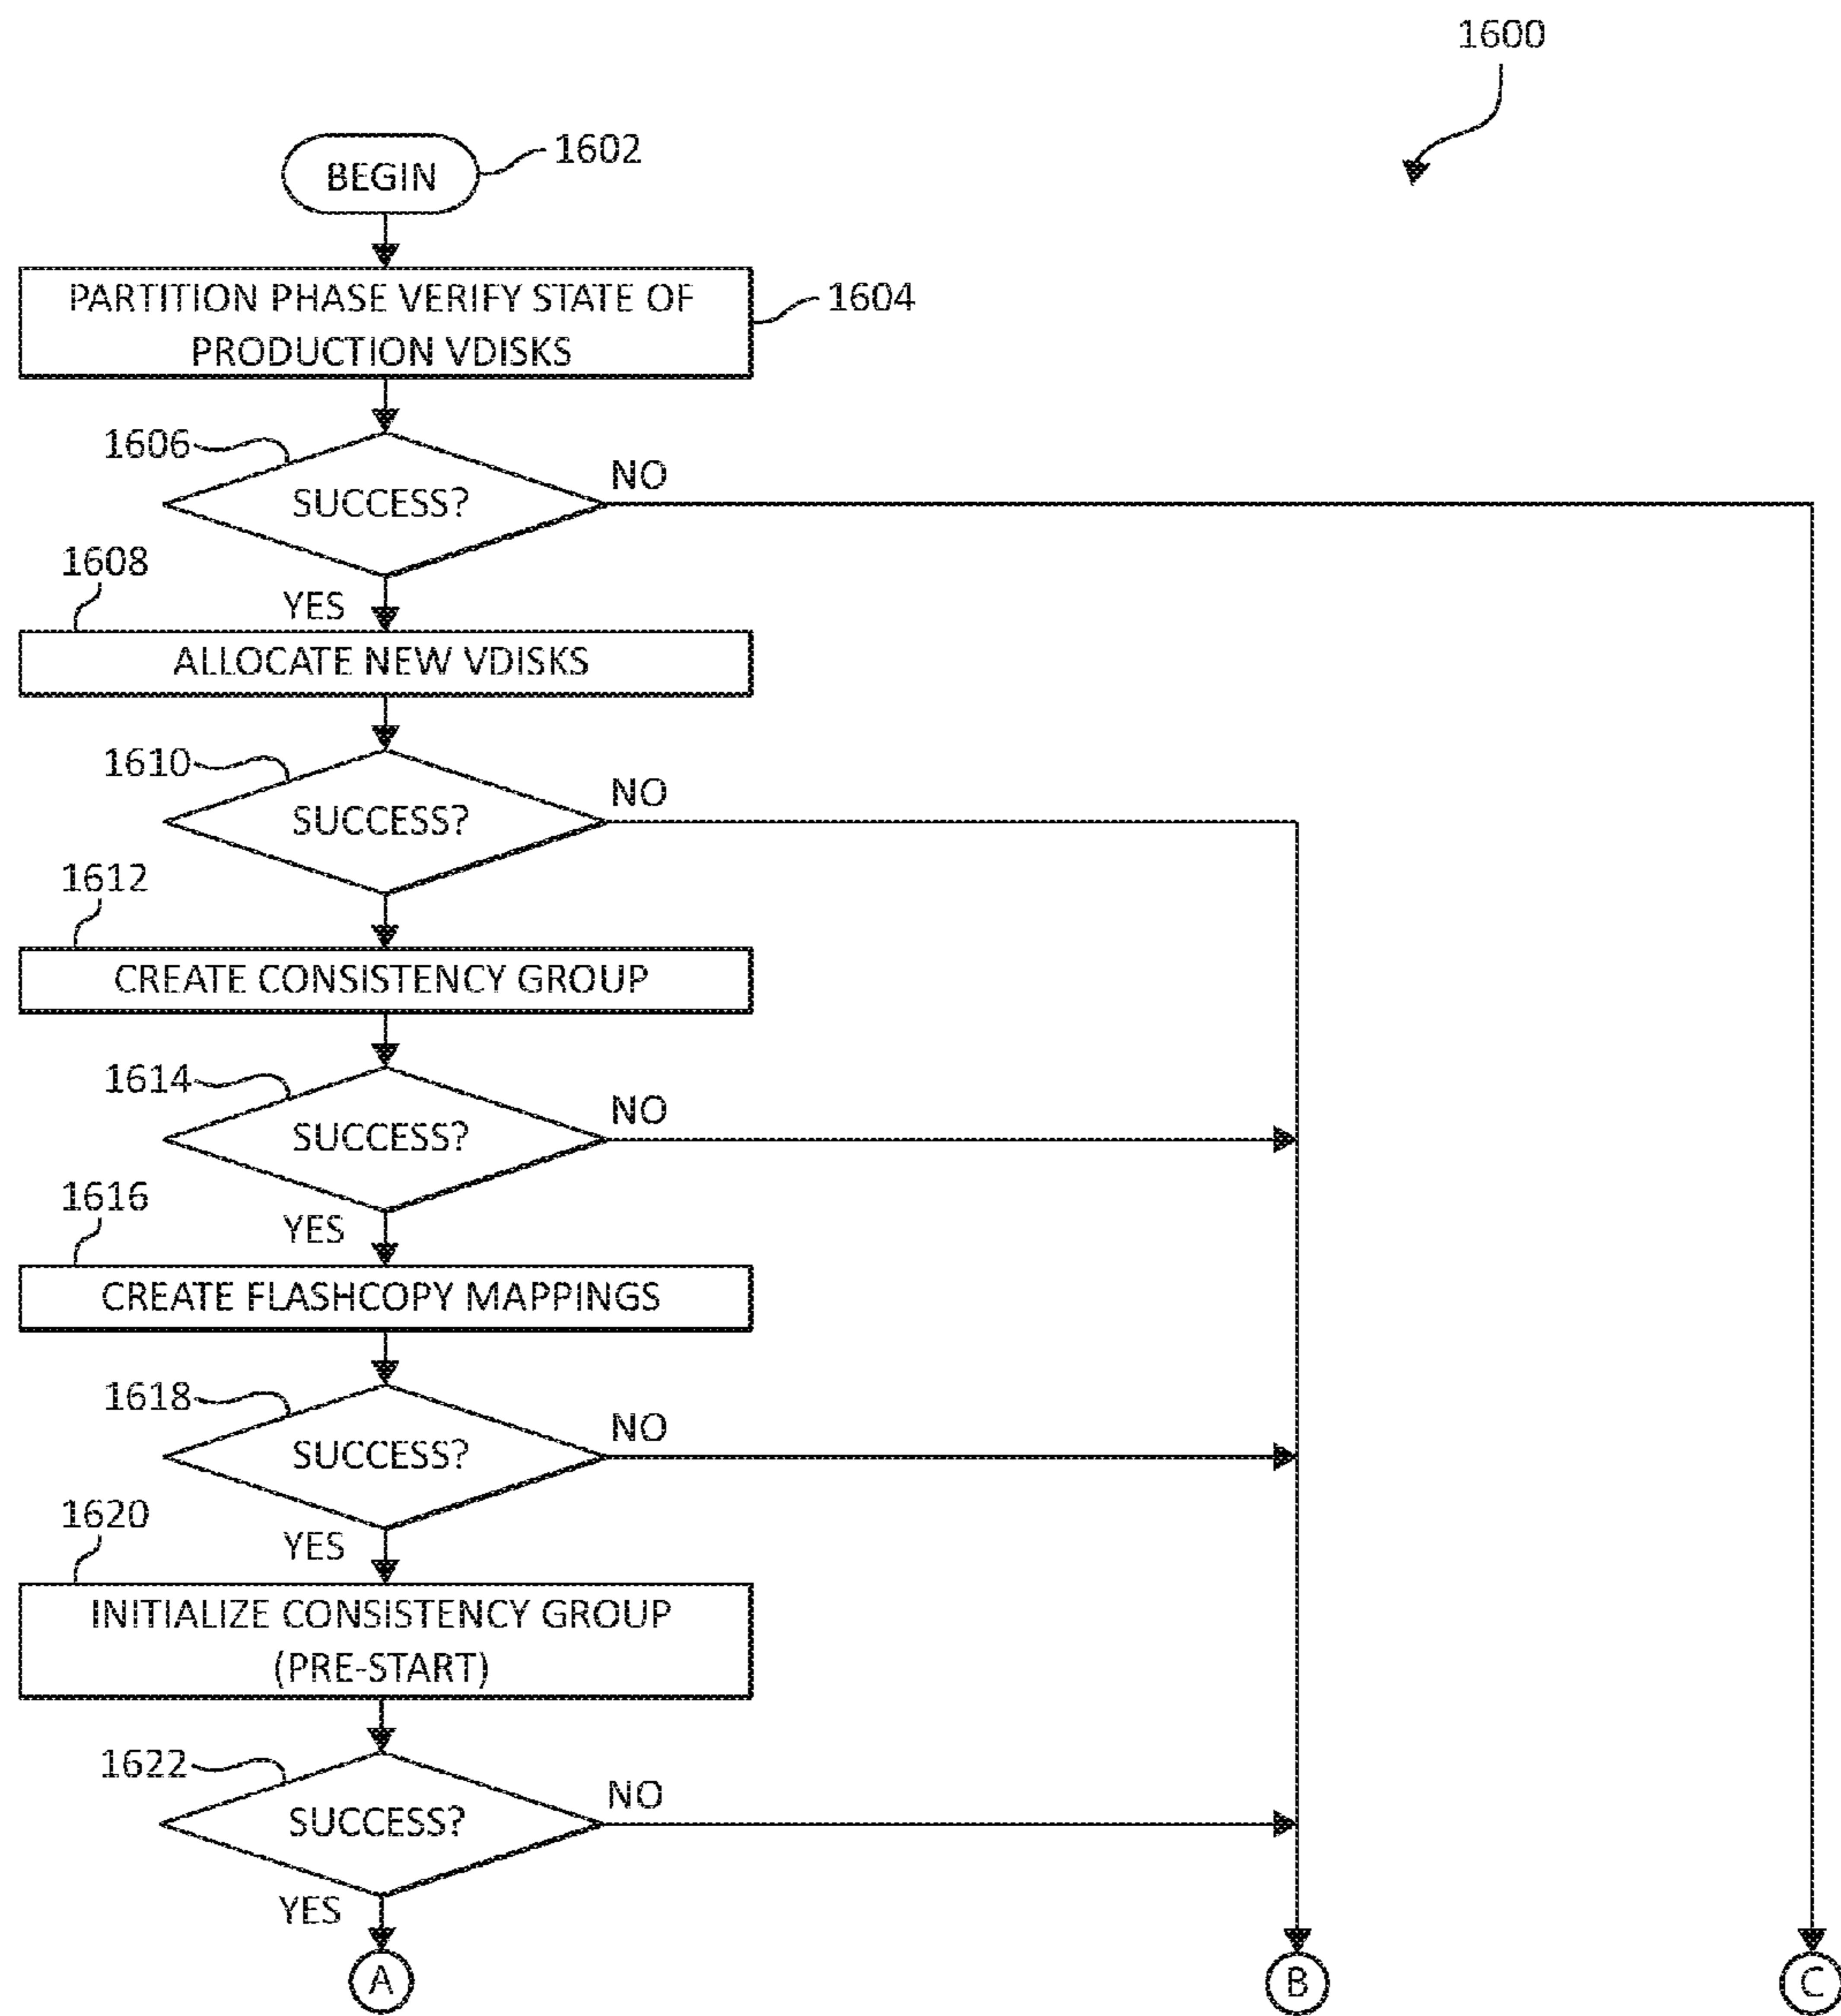 1600
BEGIN
1602
PARTITION PHASE VERIFY STATE OF
PRODUCTION VDISKS
1604
1606
SUCCESS?
NO
1608
YES
ALLOCATE NEW VDISKS
1610
SUCCESS?
NO
1612
CREATE CONSISTENCY GROUP
1614
SUCCESS?
NO
1616
YES
CREATE FLASHCOPY MAPPINGS
1618
SUCCESS?
NO
1620
YES
INITIALIZE CONSISTENCY GROUP
(PRE-START)
1622
SUCCESS?
NO
YES
A
B
C